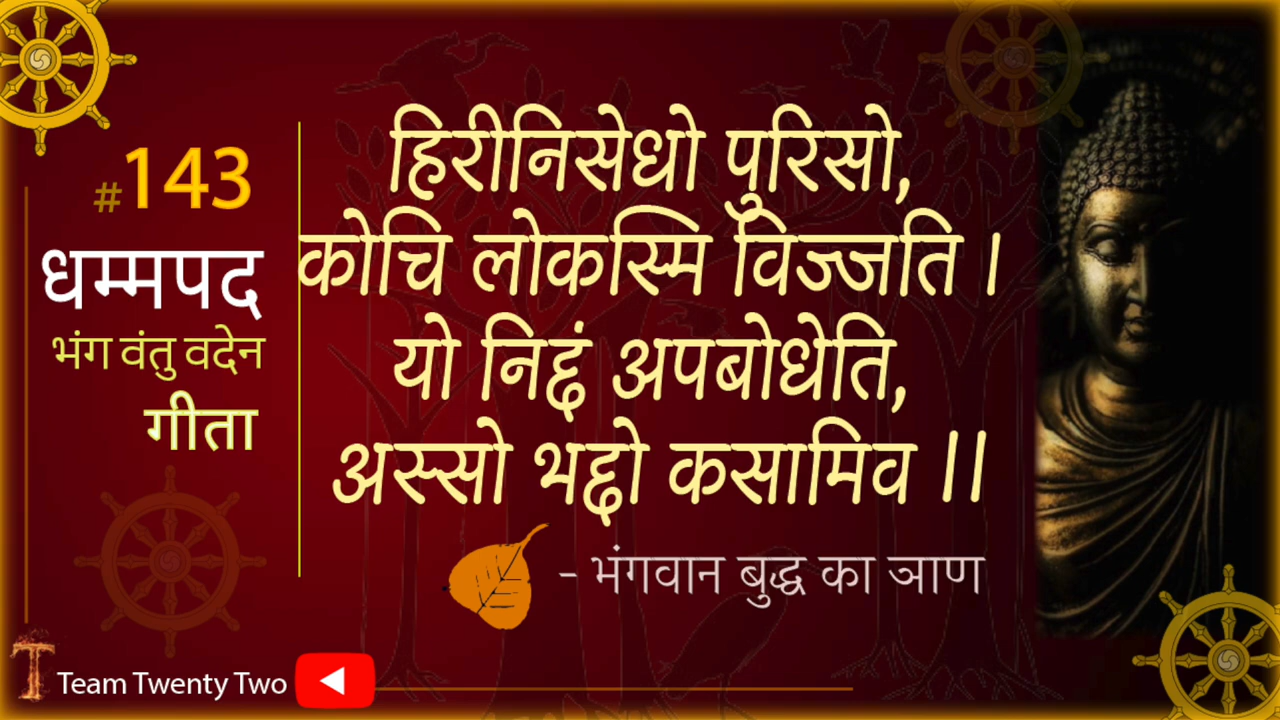 #143
धम्मपद
भंग वंतु वदेन
गीता
हिरीनिसेधो पुरिसो,
कोचि लोकस्मि विज्जति ।
यो निद्दं अपबोधेति,
अस्सो भद्दो कसामिव ।।
- भंगवान बुद्ध का ञाण
T
Team Twenty Two